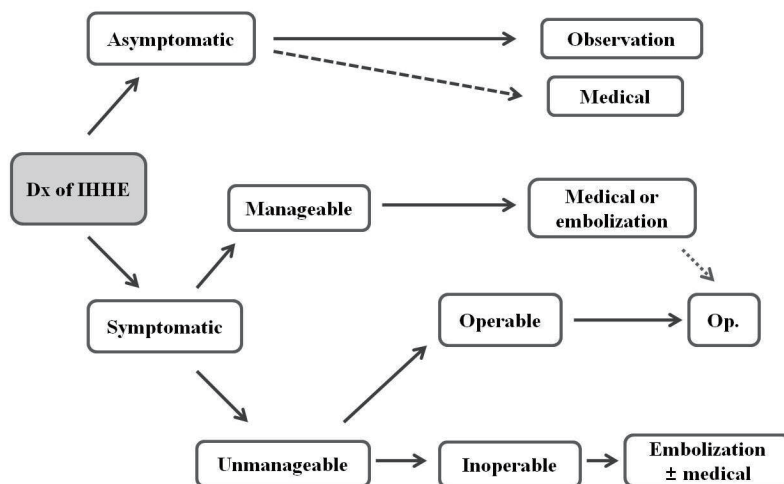 Asymptomatic
Observation
Medical
Dx of IHHE
Manageable
Medical or
embolization
Symptomatic
Operable
Op.
Unmanageable
Inoperable
Embolization
± medical